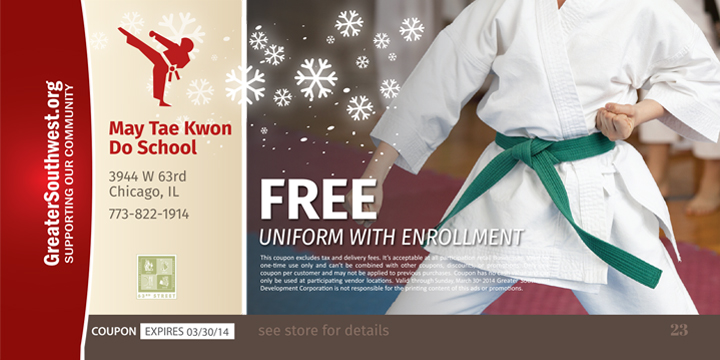 GreaterSouthwest.org
SUPPORTING OUR COMMUNITY
May Tae Kwon
Do School
3944 W 63rd
Chicago, IL
773-822-1914
63RD STREET
FREE
UNIFORM WITH ENROLLMENT
This coupon excludes tax and delivery fees. It's acceptable at all participating
one-time use only and can't be combined with other coupons, discounts
coupon per customer and may not be applied to previous purchases. Coupon has no
only be used at participating vendor locations. Valid through Sunday, March 30th 2014 Greater
Development Corporation is not responsible for the printing content of this ads or promotions.
COUPON EXPIRES 03/30/14
see store for details
23